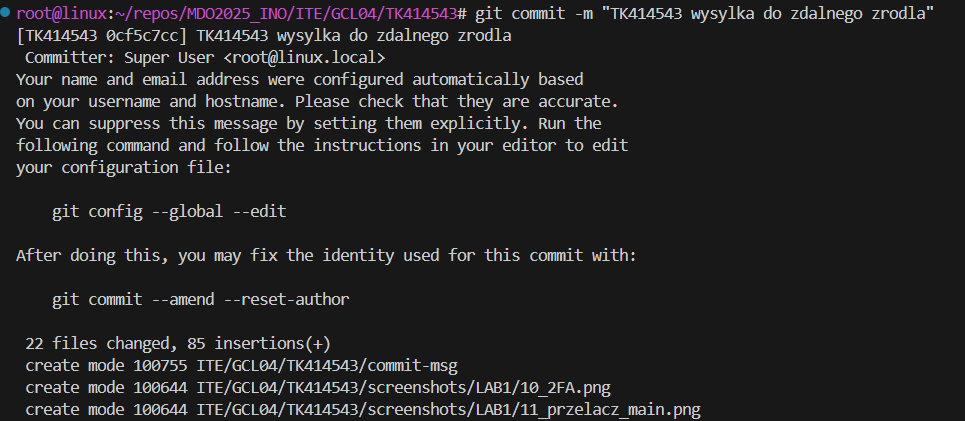 root@linux:~/repos/MDO2025_INO/ITE/GCL04/TK414543# git commit -m "TK414543 wysylka do zdalnego zrodla"
[TK414543 0cf5c7cc] TK414543 wysylka do zdalnego zrodla
 Committer: Super User <root@linux.local>
Your name and email address were configured automatically based
on your username and hostname. Please check that they are accurate.
You can suppress this message by setting them explicitly. Run the
following command and follow the instructions in your editor to edit
your configuration file:

    git config --global --edit

After doing this, you may fix the identity used for this commit with:

    git commit --amend --reset-author

 22 files changed, 85 insertions(+)
 create mode 100755 ITE/GCL04/TK414543/commit-msg
 create mode 100644 ITE/GCL04/TK414543/screenshots/LAB1/10_2FA.png
 create mode 100644 ITE/GCL04/TK414543/screenshots/LAB1/11_przelacz_main.png